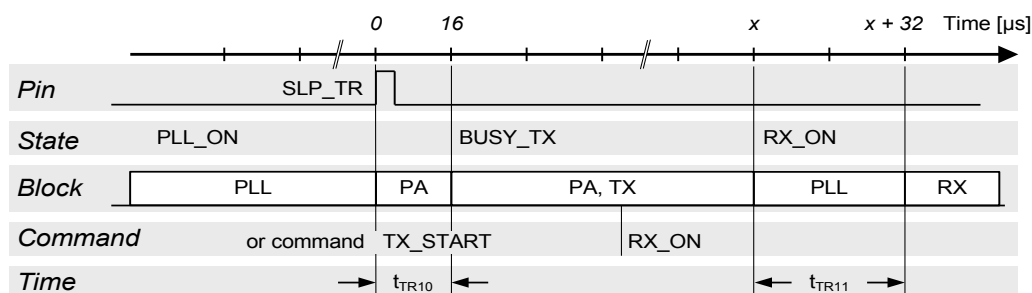 0 16 x x + 32 Time [μs]
Pin SLP_TR
State PLL_ON BUSY_TX RX_ON
Block PLL PA PA, TX PLL RX
Command or command TX_START RX_ON
Time tTR10 tTR11